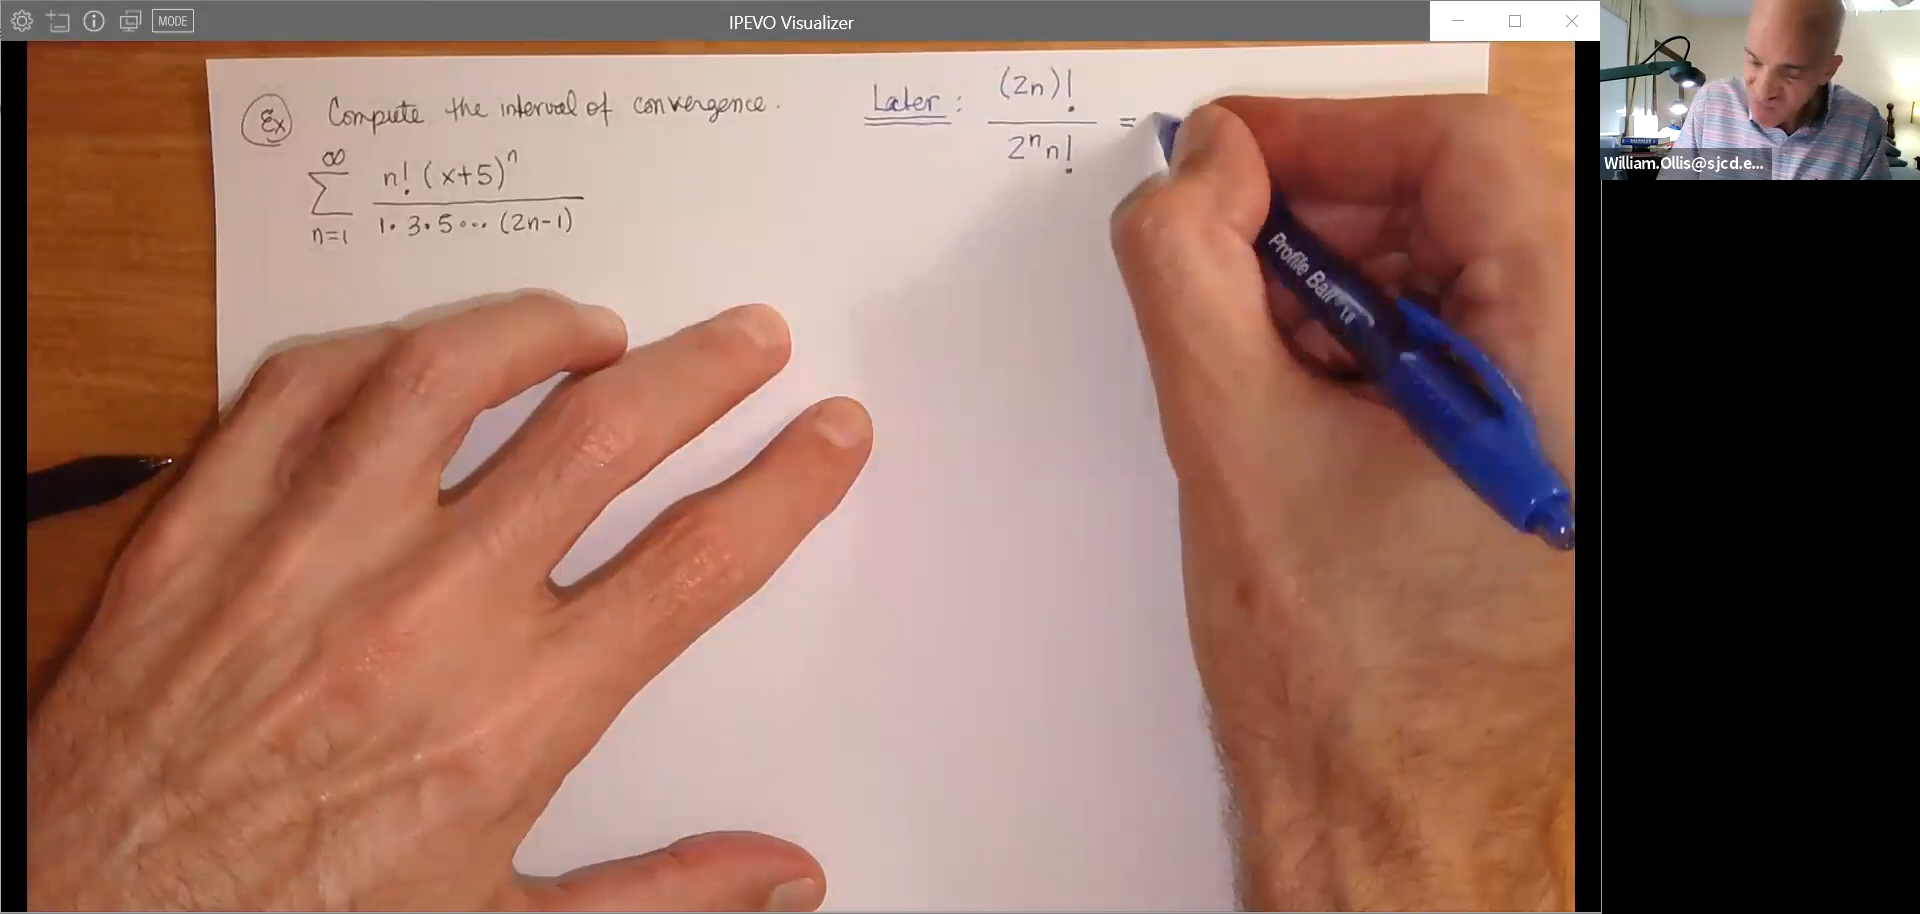 MODE
IPEVO Visualizer
Ex Compute the interval of convergence.
∞
∑ n! (x+5)^n / 1·3·5··· (2n-1)
n=1
Later: (2n)! / 2^n n! =
Profile Ball
William.Ollis@sjcd.e...